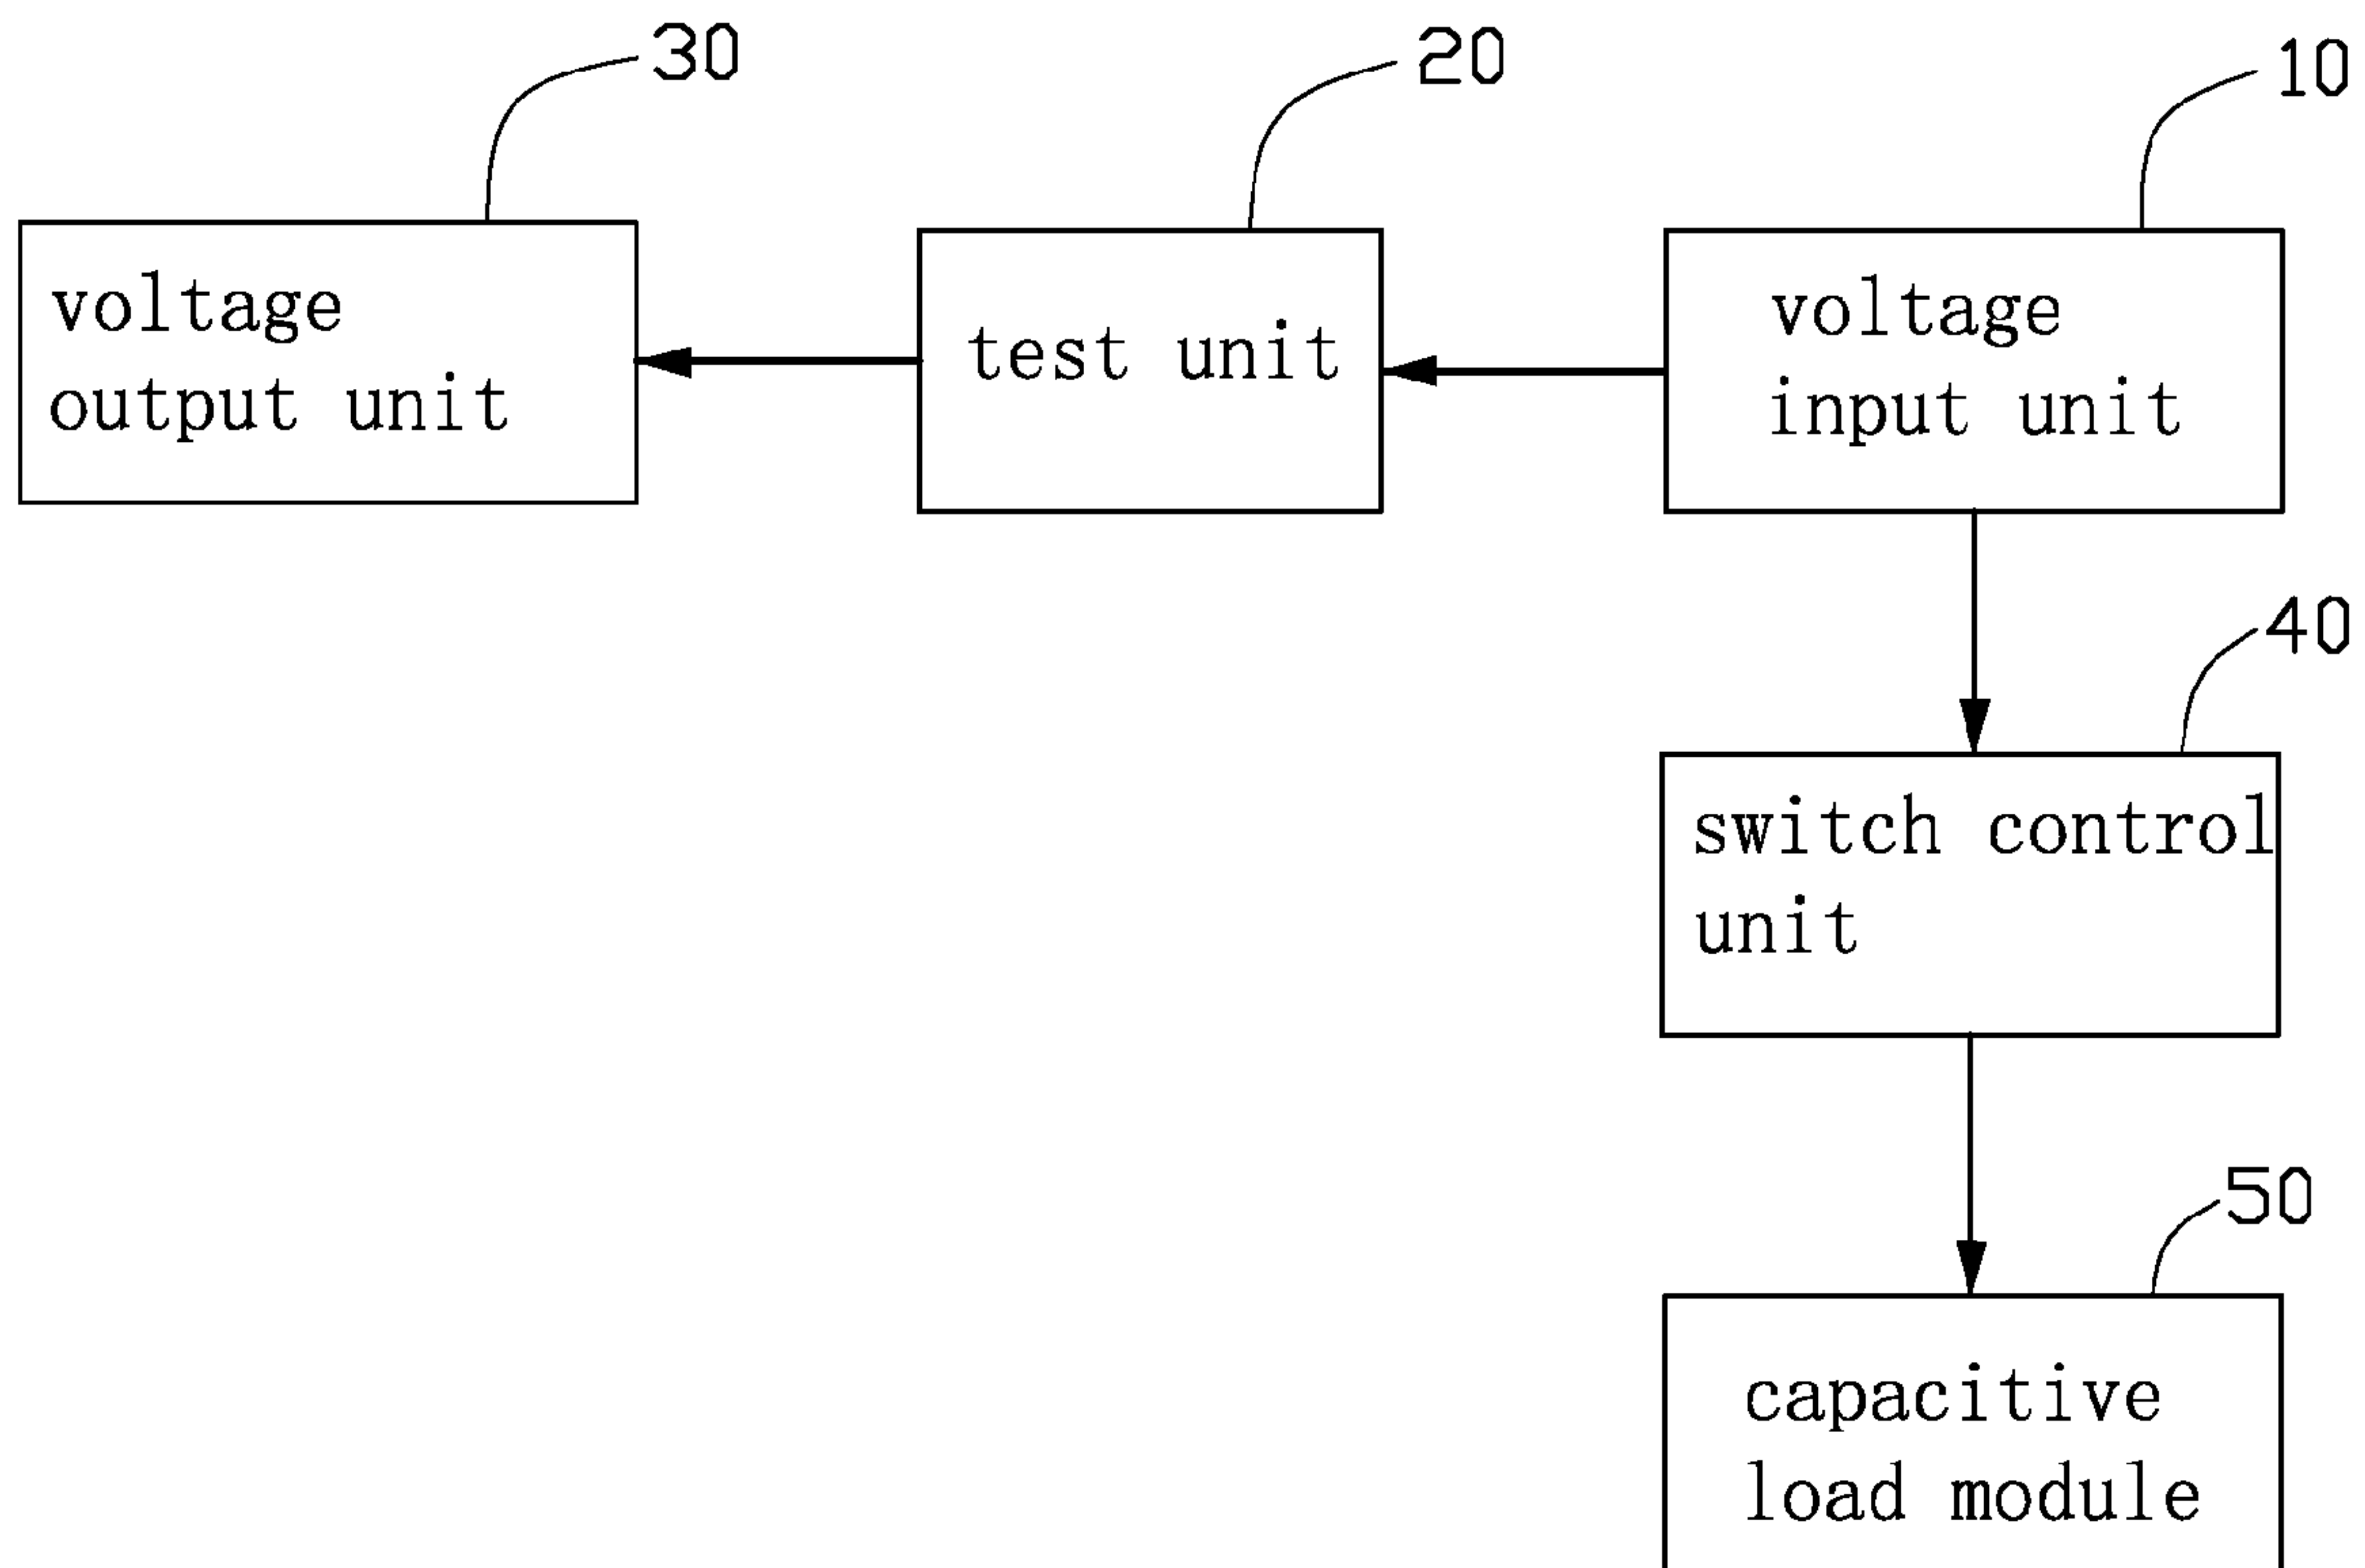 30
20
10
voltage
output unit
test unit
voltage
input unit
40
switch control
unit
50
capacitive
load module